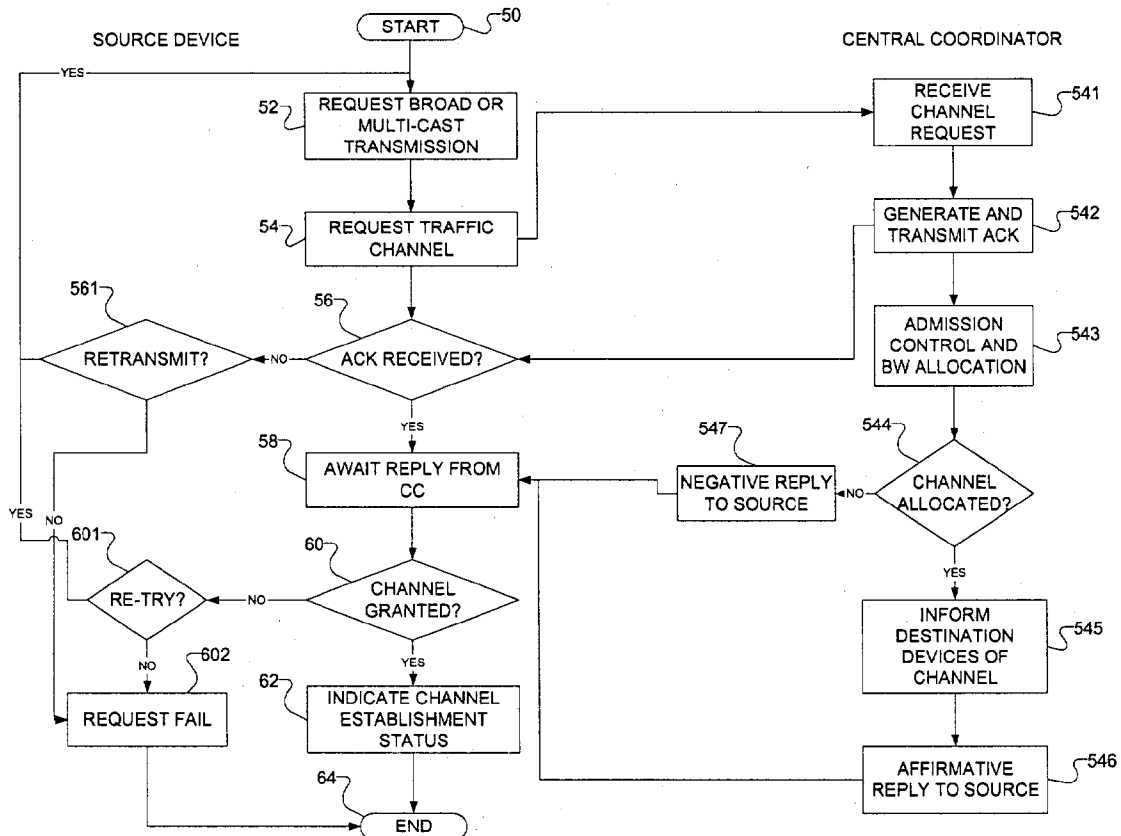 START
50
SOURCE DEVICE
CENTRAL COORDINATOR
YES
52
REQUEST BROAD OR
MULTI-CAST
TRANSMISSION
RECEIVE
CHANNEL
REQUEST
541
54
REQUEST TRAFFIC
CHANNEL
GENERATE AND
TRANSMIT ACK
542
561
RETRANSMIT?
NO
56
ACK RECEIVED?
ADMISSION
CONTROL AND
BW ALLOCATION
543
YES
58
AWAIT REPLY FROM
CC
547
NEGATIVE REPLY
TO SOURCE
NO
544
CHANNEL
ALLOCATED?
YES
NO
601
RE-TRY?
NO
60
CHANNEL
GRANTED?
YES
INFORM
DESTINATION
DEVICES OF
CHANNEL
545
NO
602
REQUEST FAIL
YES
62
INDICATE CHANNEL
ESTABLISHMENT
STATUS
AFFIRMATIVE
REPLY TO SOURCE
546
64
END